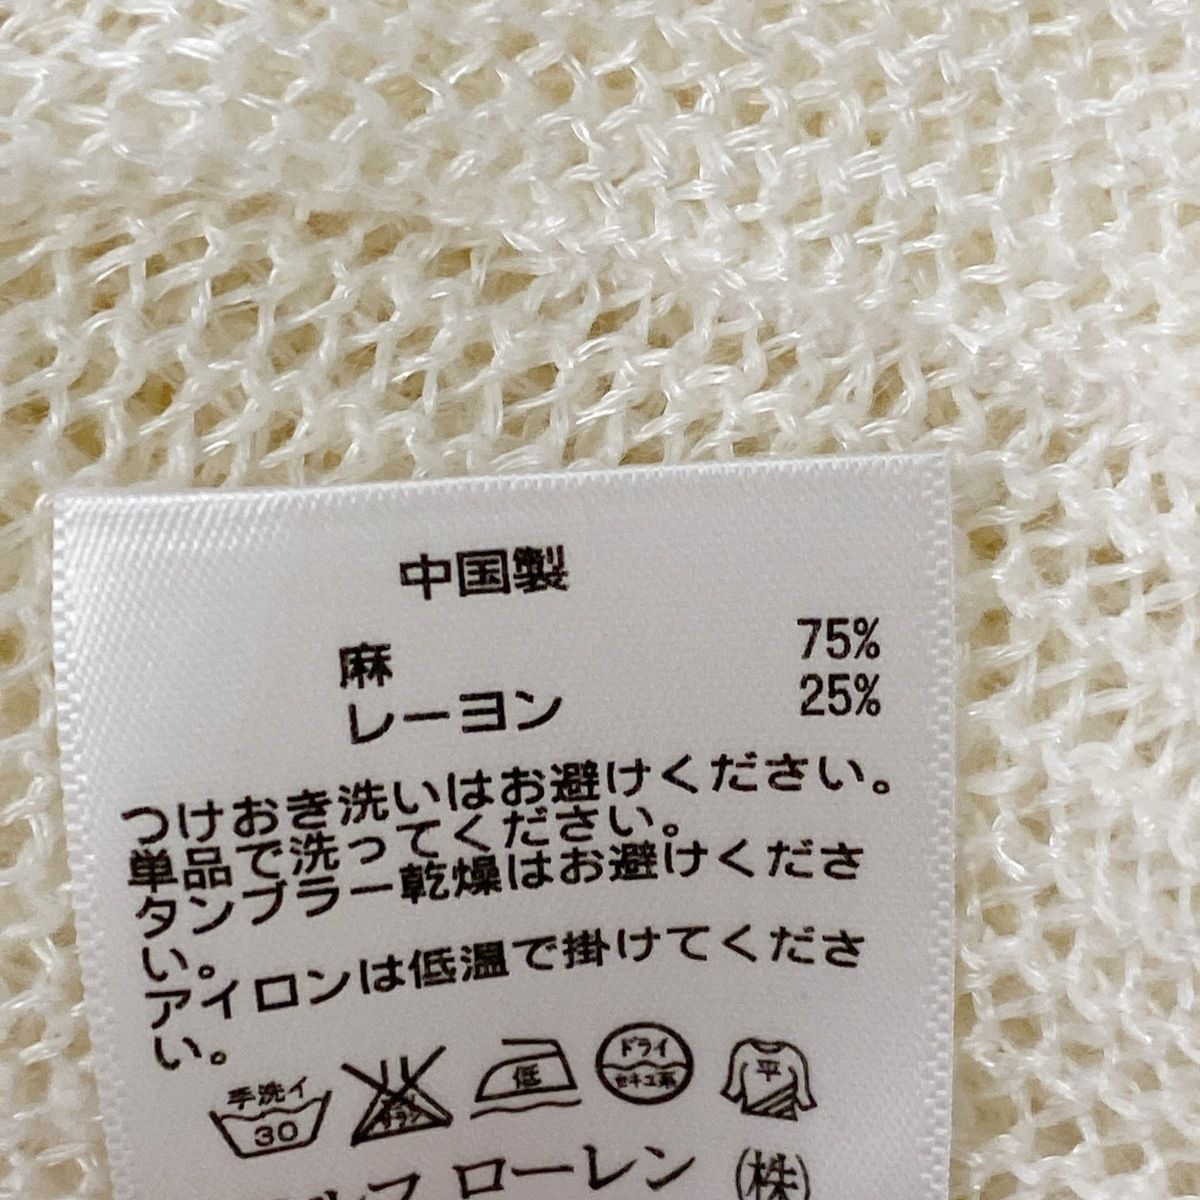 中国製
麻 75%
レーヨン 25%
つけおき洗いはお避けください。
単品で洗ってください。
タンブラー乾燥はお避けくださ
い。
アイロンは低温で掛けてくださ
い。
手洗イ 30 低 ドライ セキユ系 平
ローレン (株)